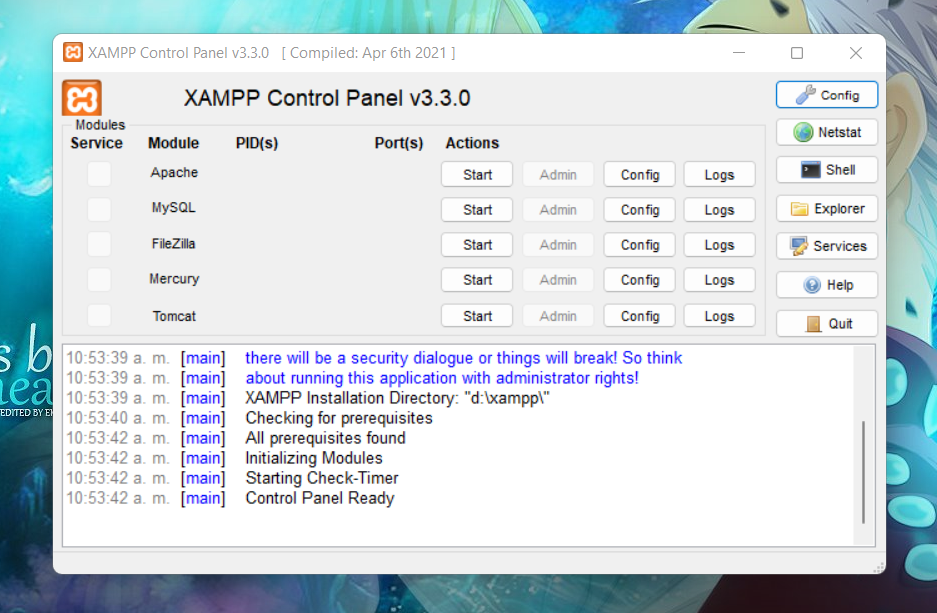 XAMPP Control Panel v3.3.0 [ Compiled: Apr 6th 2021 ]
XAMPP Control Panel v3.3.0
Config
Modules
Service Module PID(s) Port(s) Actions
Netstat
Apache Start Admin Config Logs
Shell
MySQL Start Admin Config Logs
Explorer
FileZilla Start Admin Config Logs
Services
Mercury Start Admin Config Logs
Help
Tomcat Start Admin Config Logs
Quit
10:53:39 a. m. [main] there will be a security dialogue or things will break! So think
10:53:39 a. m. [main] about running this application with administrator rights!
10:53:39 a. m. [main] XAMPP Installation Directory: "d:\xampp\"
10:53:40 a. m. [main] Checking for prerequisites
10:53:42 a. m. [main] All prerequisites found
10:53:42 a. m. [main] Initializing Modules
10:53:42 a. m. [main] Starting Check-Timer
10:53:42 a. m. [main] Control Panel Ready
EDITED BY